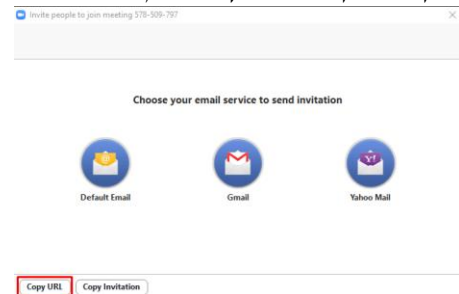 Invite people to join meeting 578-509-797
Choose your email service to send invitation
Default Email
Gmail
Yahoo Mail
Copy URL
Copy Invitation